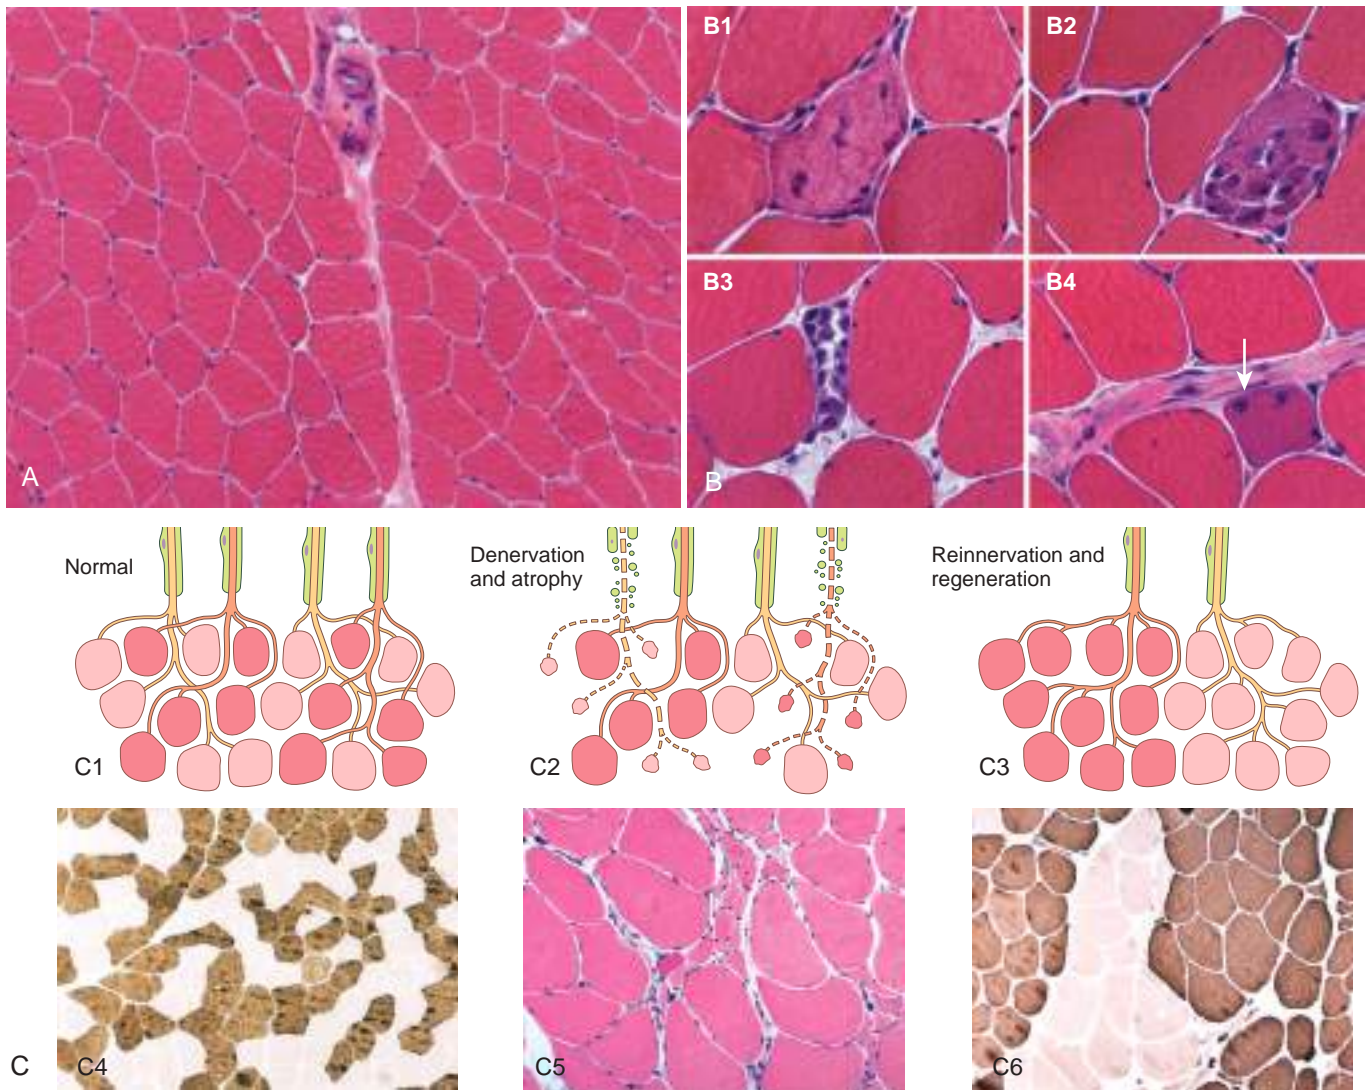 A
B1
B2
B3
B4
B
Normal
Denervation
and atrophy
Reinnervation and
regeneration
C1
C2
C3
C
C4
C5
C6